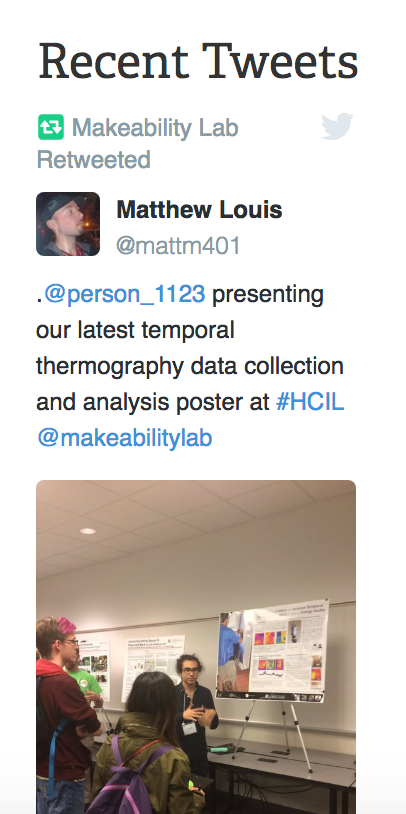 Recent Tweets
Makeability Lab
Retweeted
Matthew Louis
@mattm401
.@person_1123 presenting
our latest temporal
thermography data collection
and analysis poster at #HCIL
@makeabilitylab